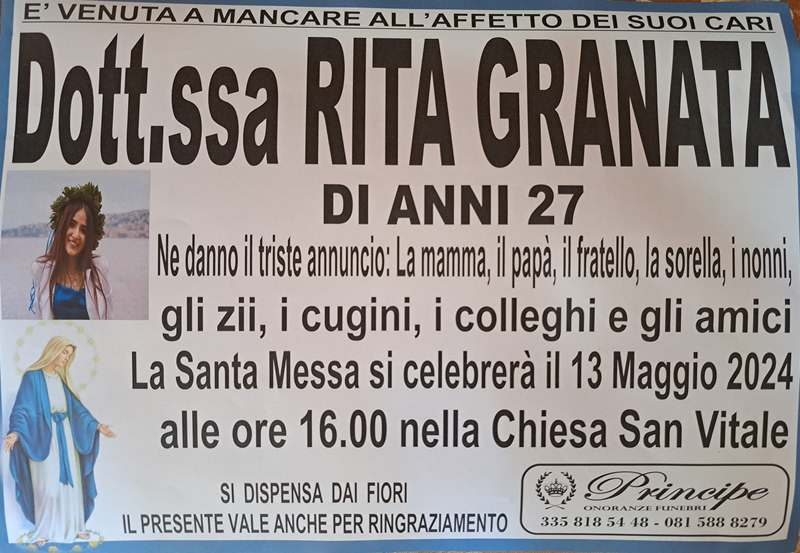 E' VENUTA A MANCARE ALL'AFFETTO DEI SUOI CARI
Dott.ssa RITA GRANATA
DI ANNI 27
Ne danno il triste annuncio: La mamma, il papà, il fratello, la sorella, i nonni,
gli zii, i cugini, i colleghi e gli amici
La Santa Messa si celebrerà il 13 Maggio 2024
alle ore 16.00 nella Chiesa San Vitale
SI DISPENSA DAI FIORI
IL PRESENTE VALE ANCHE PER RINGRAZIAMENTO
Principe
ONORANZE FUNEBRI
335 818 54 48 - 081 588 8279